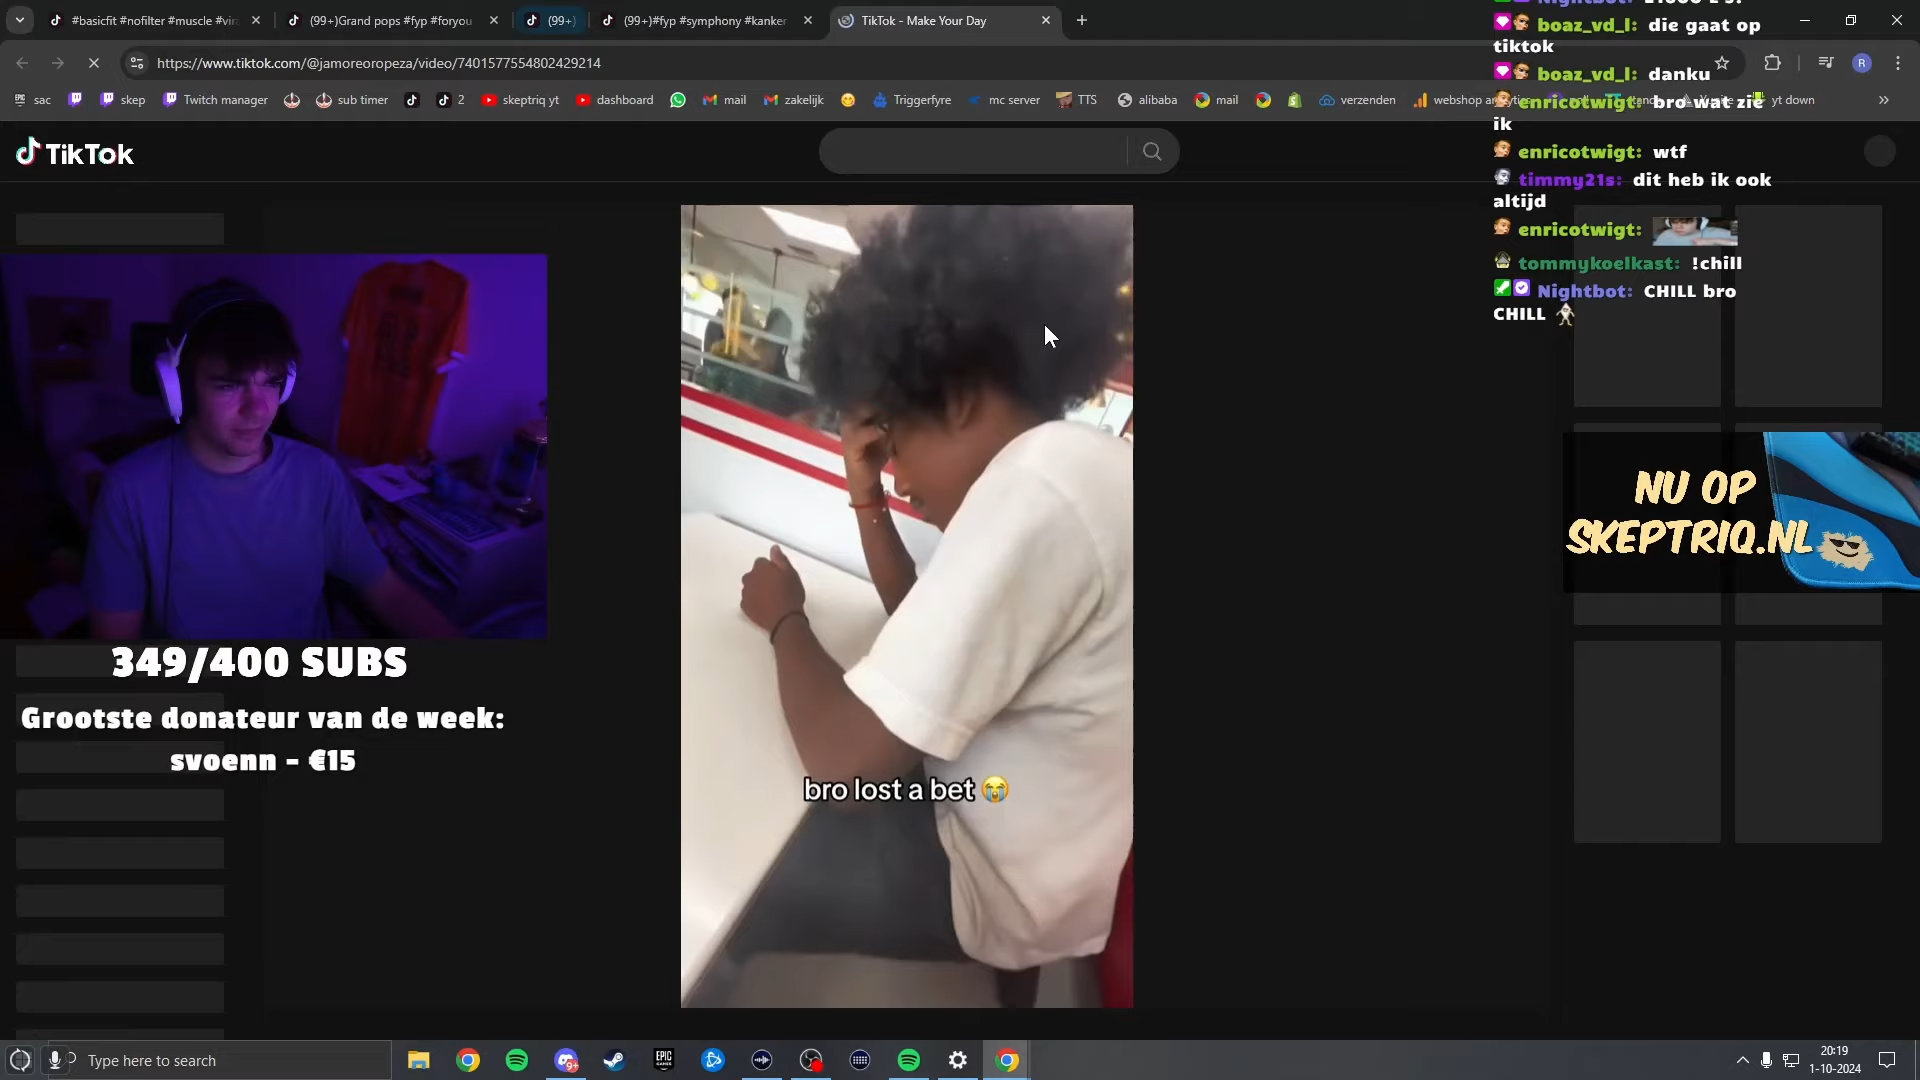 #basicfit #nofilter #muscle #vira
(99+)Grand pops #fyp #foryou
(99+)
(99+)#fyp #symphony #kanker
TikTok - Make Your Day
https://www.tiktok.com/@jamoreoropeza/video/7401577554802429214
R
sac
skep
Twitch manager
sub timer
2
skeptriq yt
dashboard
mail
zakelijk
Triggerfyre
mc server
TTS
alibaba
mail
verzenden
yt down
TikTok
boaz_vd_l: die gaat op
tiktok
boaz_vd_l: danku
enricotwigt: bro wat zie
ik
enricotwigt: wtf
timmy21s: dit heb ik ook
altijd
enricotwigt:
tommykoelkast: !chill
Nightbot: CHILL bro
CHILL
NU OP
SKEPTRIQ.NL
349/400 SUBS
Grootste donateur van de week:
svoenn - €15
bro lost a bet 😭
Type here to search
EPIC
GAMES
9+
20:19
1-10-2024